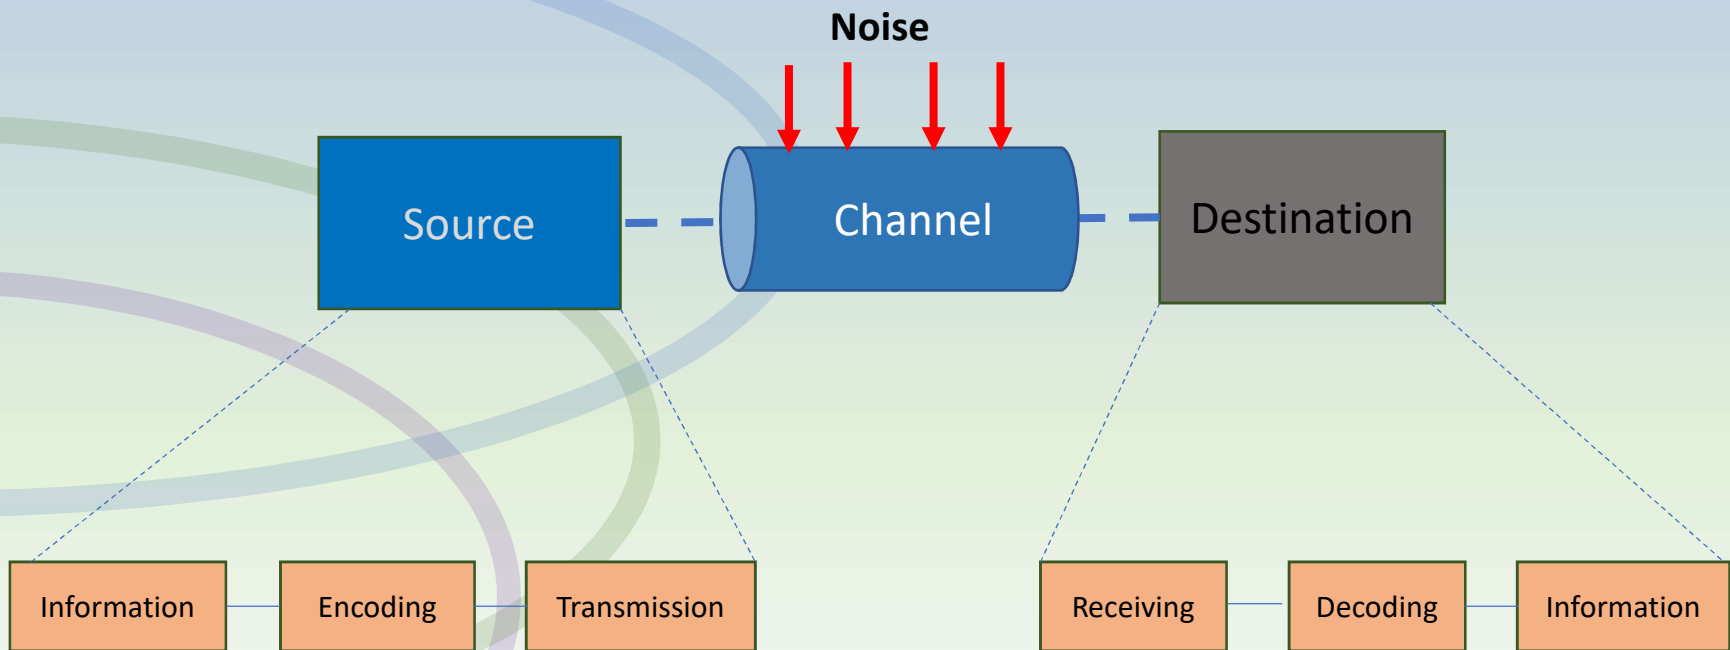 Noise
Source
Channel
Destination
Information
Encoding
Transmission
Receiving
Decoding
Information